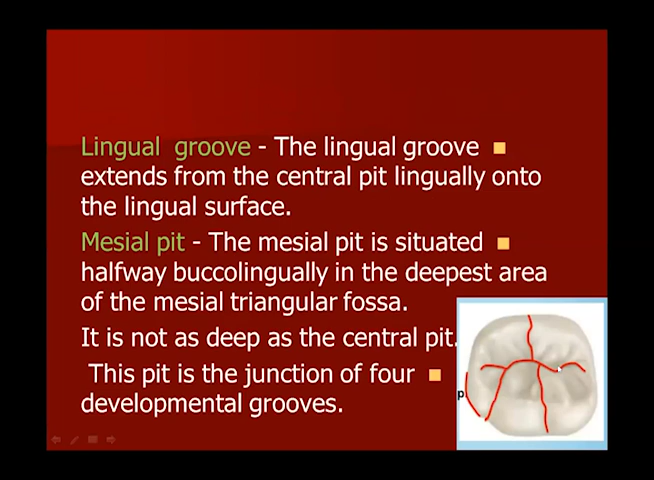 Lingual groove - The lingual groove
extends from the central pit lingually onto
the lingual surface.
Mesial pit - The mesial pit is situated
halfway buccolingually in the deepest area
of the mesial triangular fossa.
It is not as deep as the central pit.
This pit is the junction of four
developmental grooves.